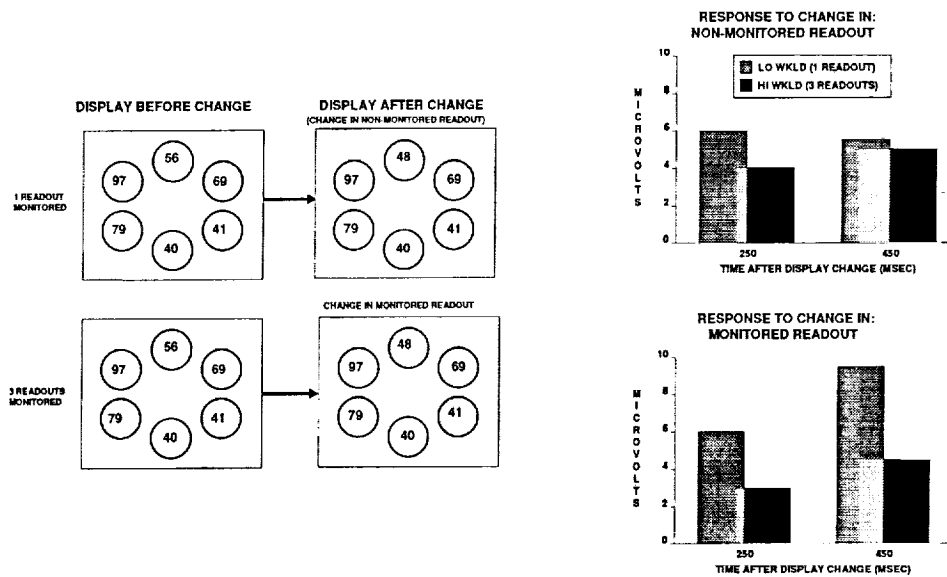 DISPLAY BEFORE CHANGE
DISPLAY AFTER CHANGE
(CHANGE IN NON-MONITORED READOUT)
1 READOUT
MONITORED
56
97
69
79
41
40
48
97
69
79
41
40
CHANGE IN MONITORED READOUT
3 READOUTS
MONITORED
56
97
69
79
41
40
48
97
69
79
41
40
RESPONSE TO CHANGE IN:
NON-MONITORED READOUT
MICROVOLTS
10
8
6
4
2
0
LO WKLD (1 READOUT)
HI WKLD (3 READOUTS)
250
450
TIME AFTER DISPLAY CHANGE (MSEC)
RESPONSE TO CHANGE IN:
MONITORED READOUT
MICROVOLTS
10
8
6
4
2
0
250
450
TIME AFTER DISPLAY CHANGE (MSEC)